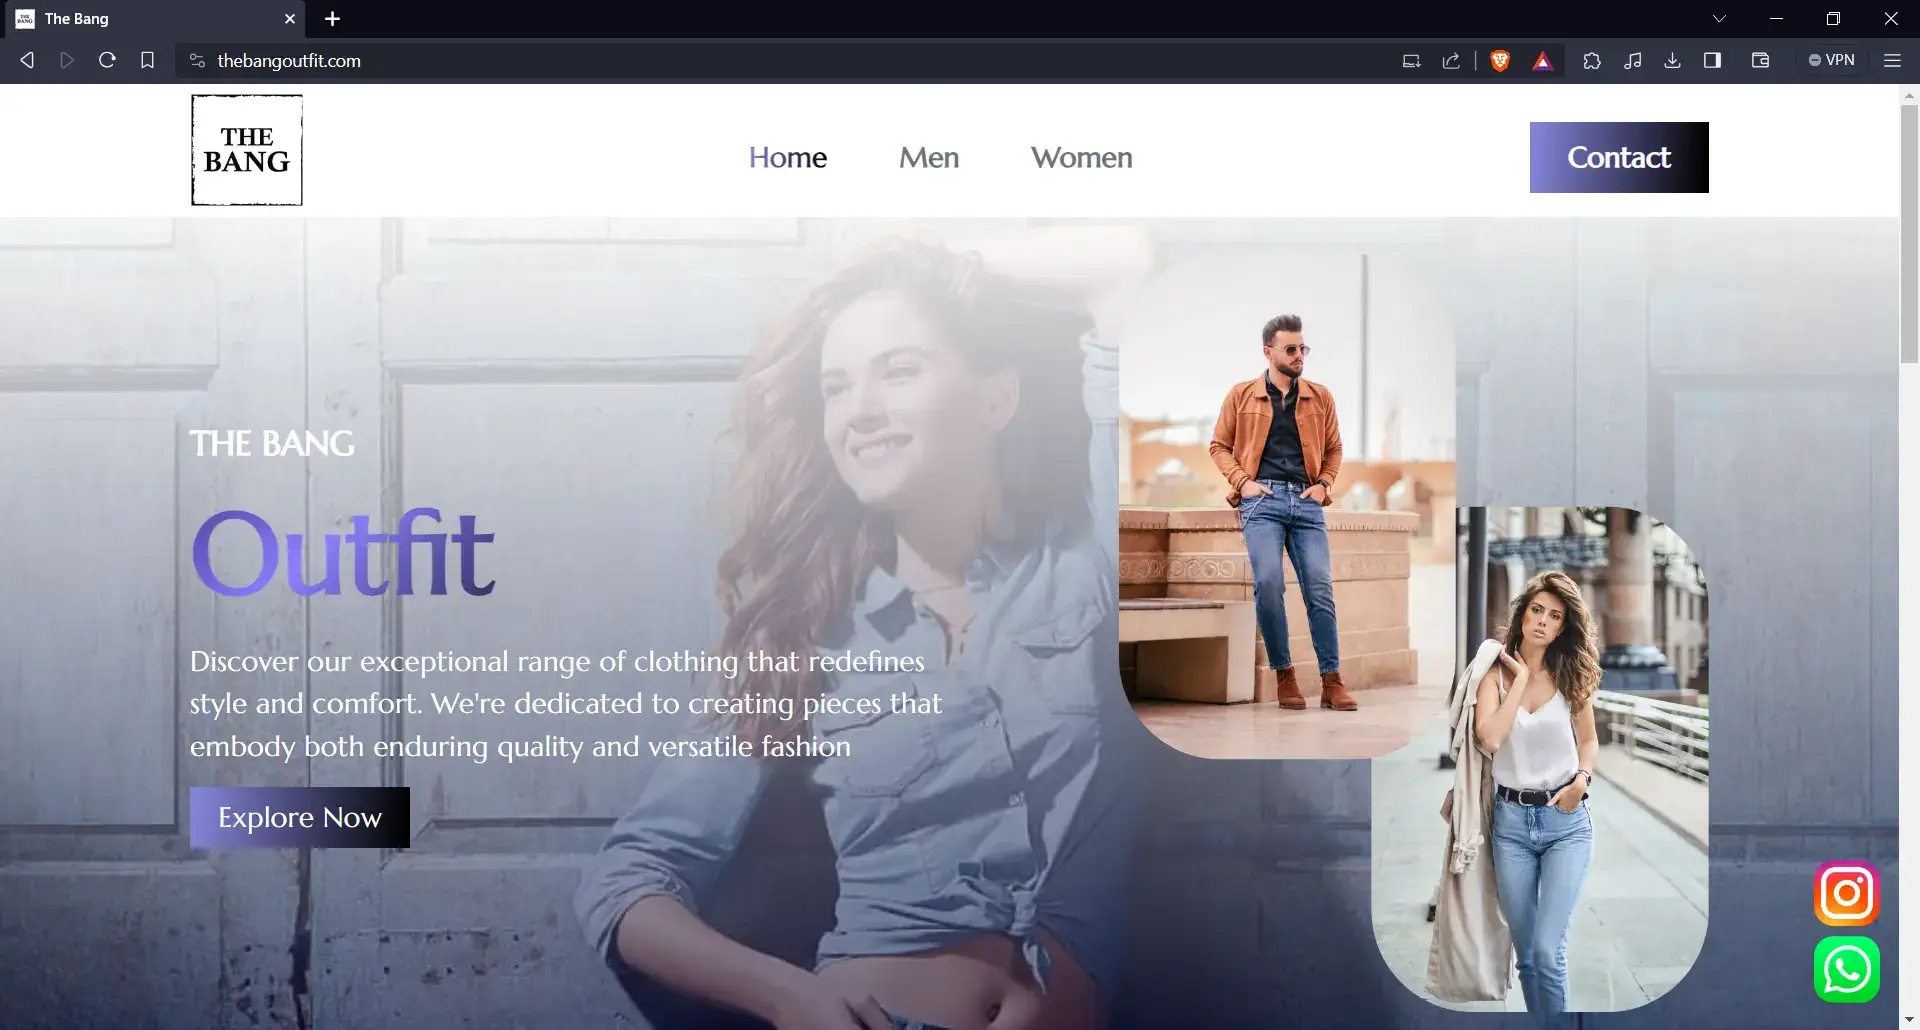 The Bang
thebangoutfit.com
VPN
THE
BANG
Home
Men
Women
Contact
THE BANG
Outfit
Discover our exceptional range of clothing that redefines
style and comfort. We're dedicated to creating pieces that
embody both enduring quality and versatile fashion
Explore Now